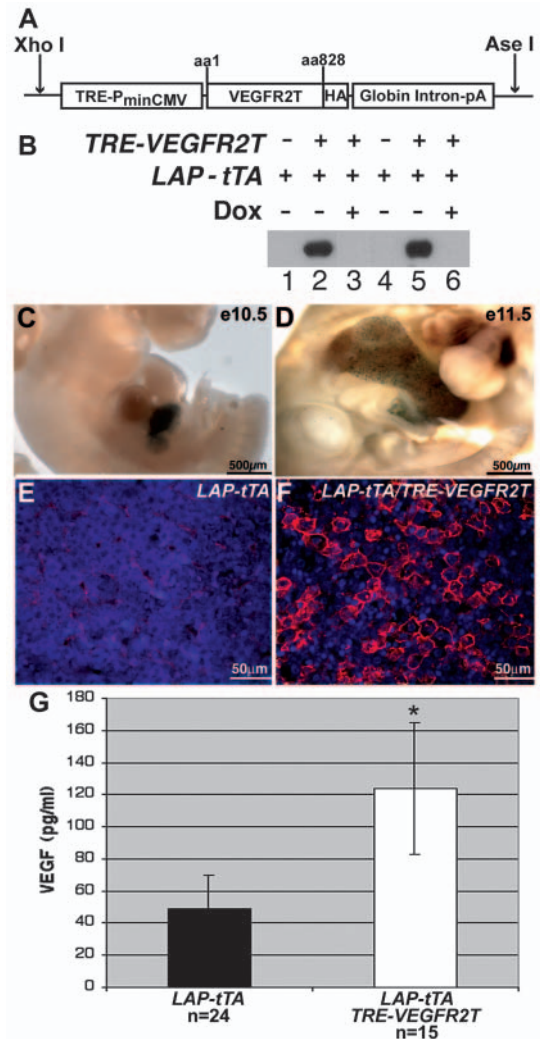 A
Xho I
aa1
aa828
Ase I
TRE-PminCMV
VEGFR2T
HA
Globin Intron-pA
B
TRE-VEGFR2T - + + - + +
LAP-tTA + + + + + +
Dox - - + - - +
1 2 3 4 5 6
C
e10.5
500µm
D
e11.5
500µm
E
LAP-tTA
50µm
F
LAP-tTA/TRE-VEGFR2T
50µm
G
180
160
140
120
100
80
60
40
20
0
VEGF (pg/ml)
*
LAP-tTA
n=24
LAP-tTA
TRE-VEGFR2T
n=15